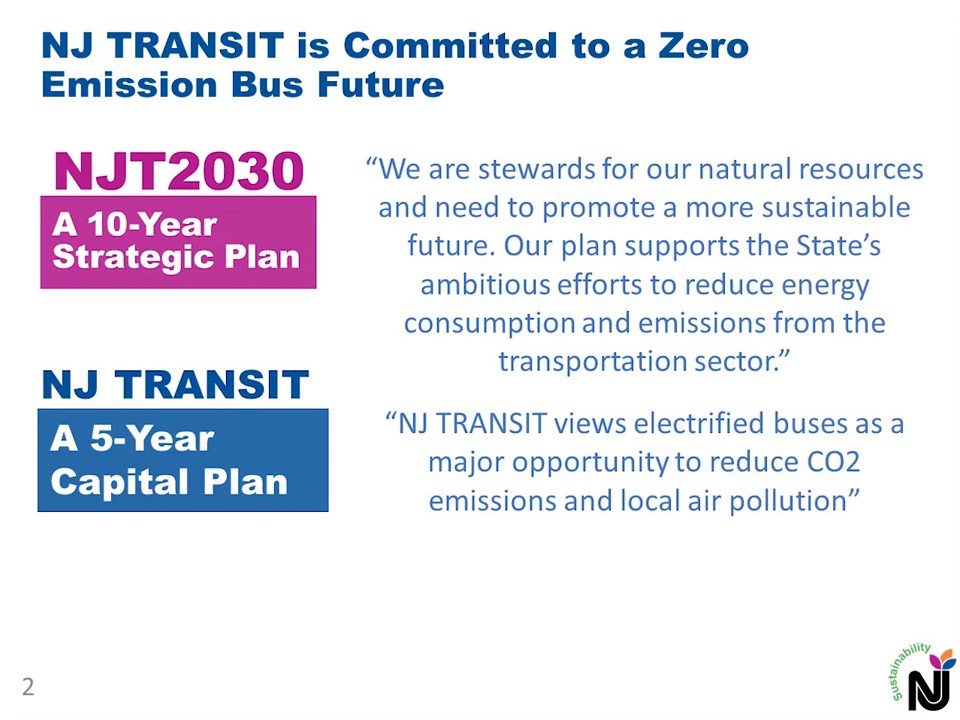 NJ TRANSIT is Committed to a Zero
Emission Bus Future
NJT2030
A 10-Year
Strategic Plan
“We are stewards for our natural resources
and need to promote a more sustainable
future. Our plan supports the State’s
ambitious efforts to reduce energy
consumption and emissions from the
transportation sector.”
NJ TRANSIT
A 5-Year
Capital Plan
“NJ TRANSIT views electrified buses as a
major opportunity to reduce CO2
emissions and local air pollution”
2
Sustainability
NJ